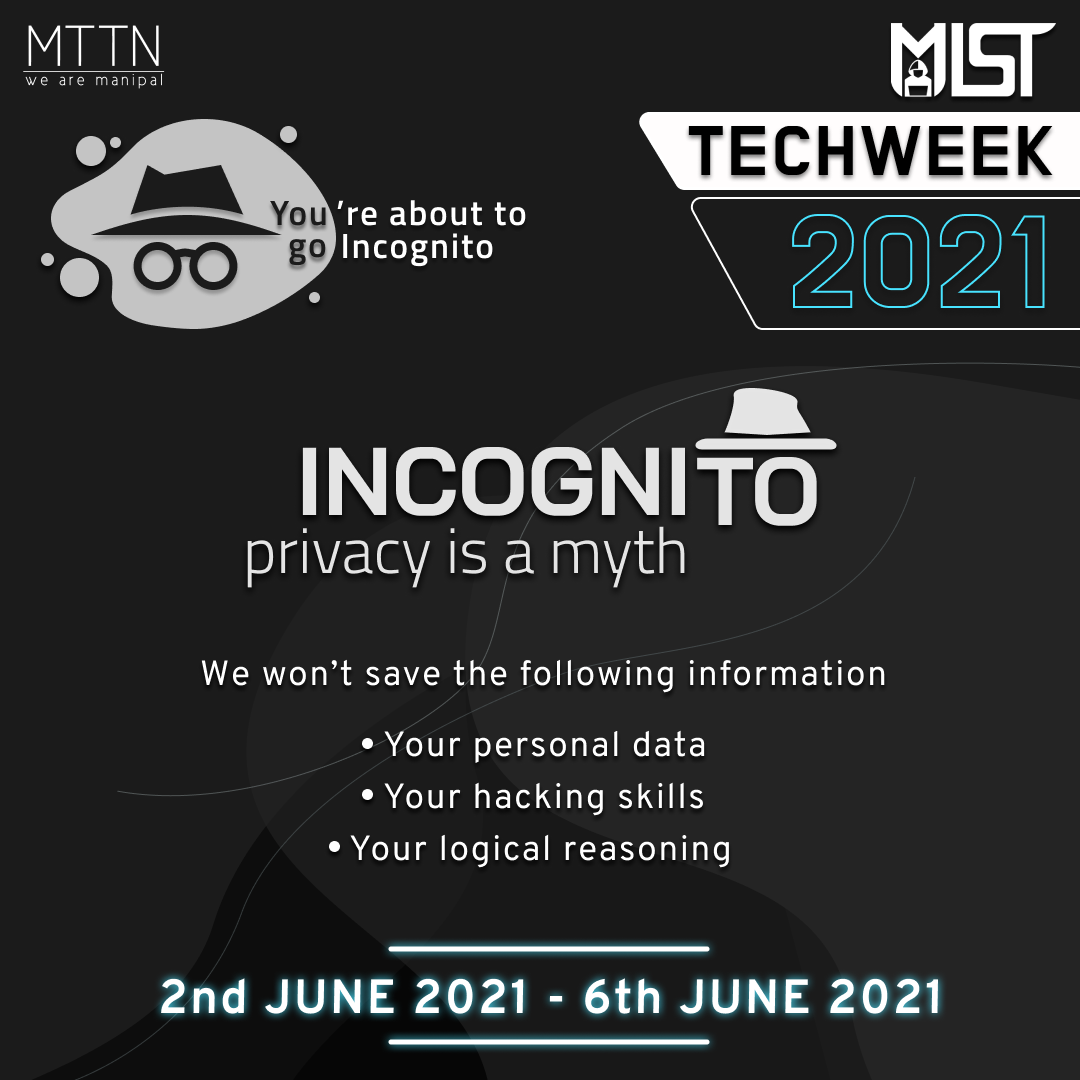 MTTN
we are manipal
MIST
TECHWEEK
2021
You're about to
go Incognito
INCOGNITO
privacy is a myth
We won't save the following information
• Your personal data
• Your hacking skills
• Your logical reasoning
2nd JUNE 2021 - 6th JUNE 2021